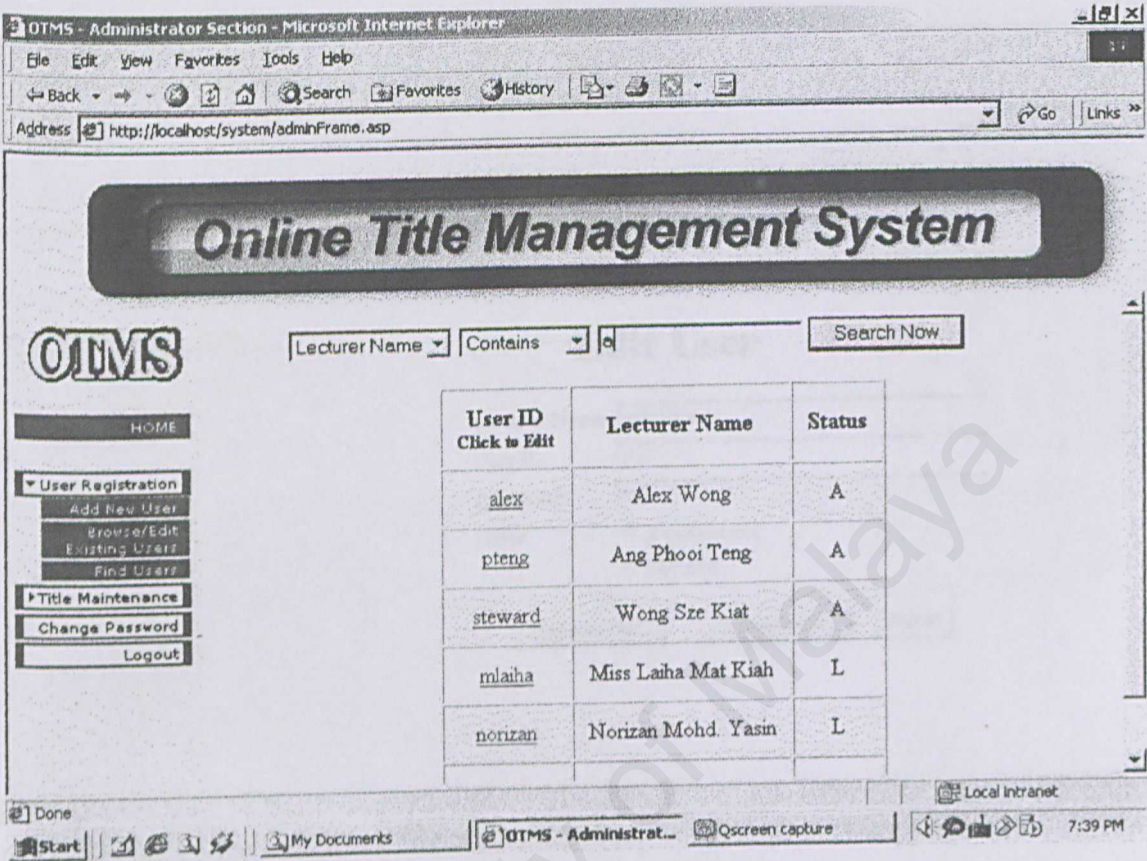 OTMS - Administrator Section - Microsoft Internet Explorer
File Edit View Favorites Tools Help
Back Search Favorites History
Address http://localhost/system/adminFrame.asp Go Links »
Online Title Management System
OTMS
Lecturer Name Contains a Search Now
HOME
User Registration
Add New User
Browse/Edit
Existing Users
Find Users
Title Maintenance
Change Password
Logout
User ID Lecturer Name Status
Click to Edit
alex Alex Wong A
pteng Ang Phooi Teng A
steward Wong Sze Kiat A
mlaiha Miss Laiha Mat Kiah L
norizan Norizan Mohd. Yasin L
of Malaya
Done Local intranet
Start My Documents OTMS - Administrat... Qscreen capture 7:39 PM